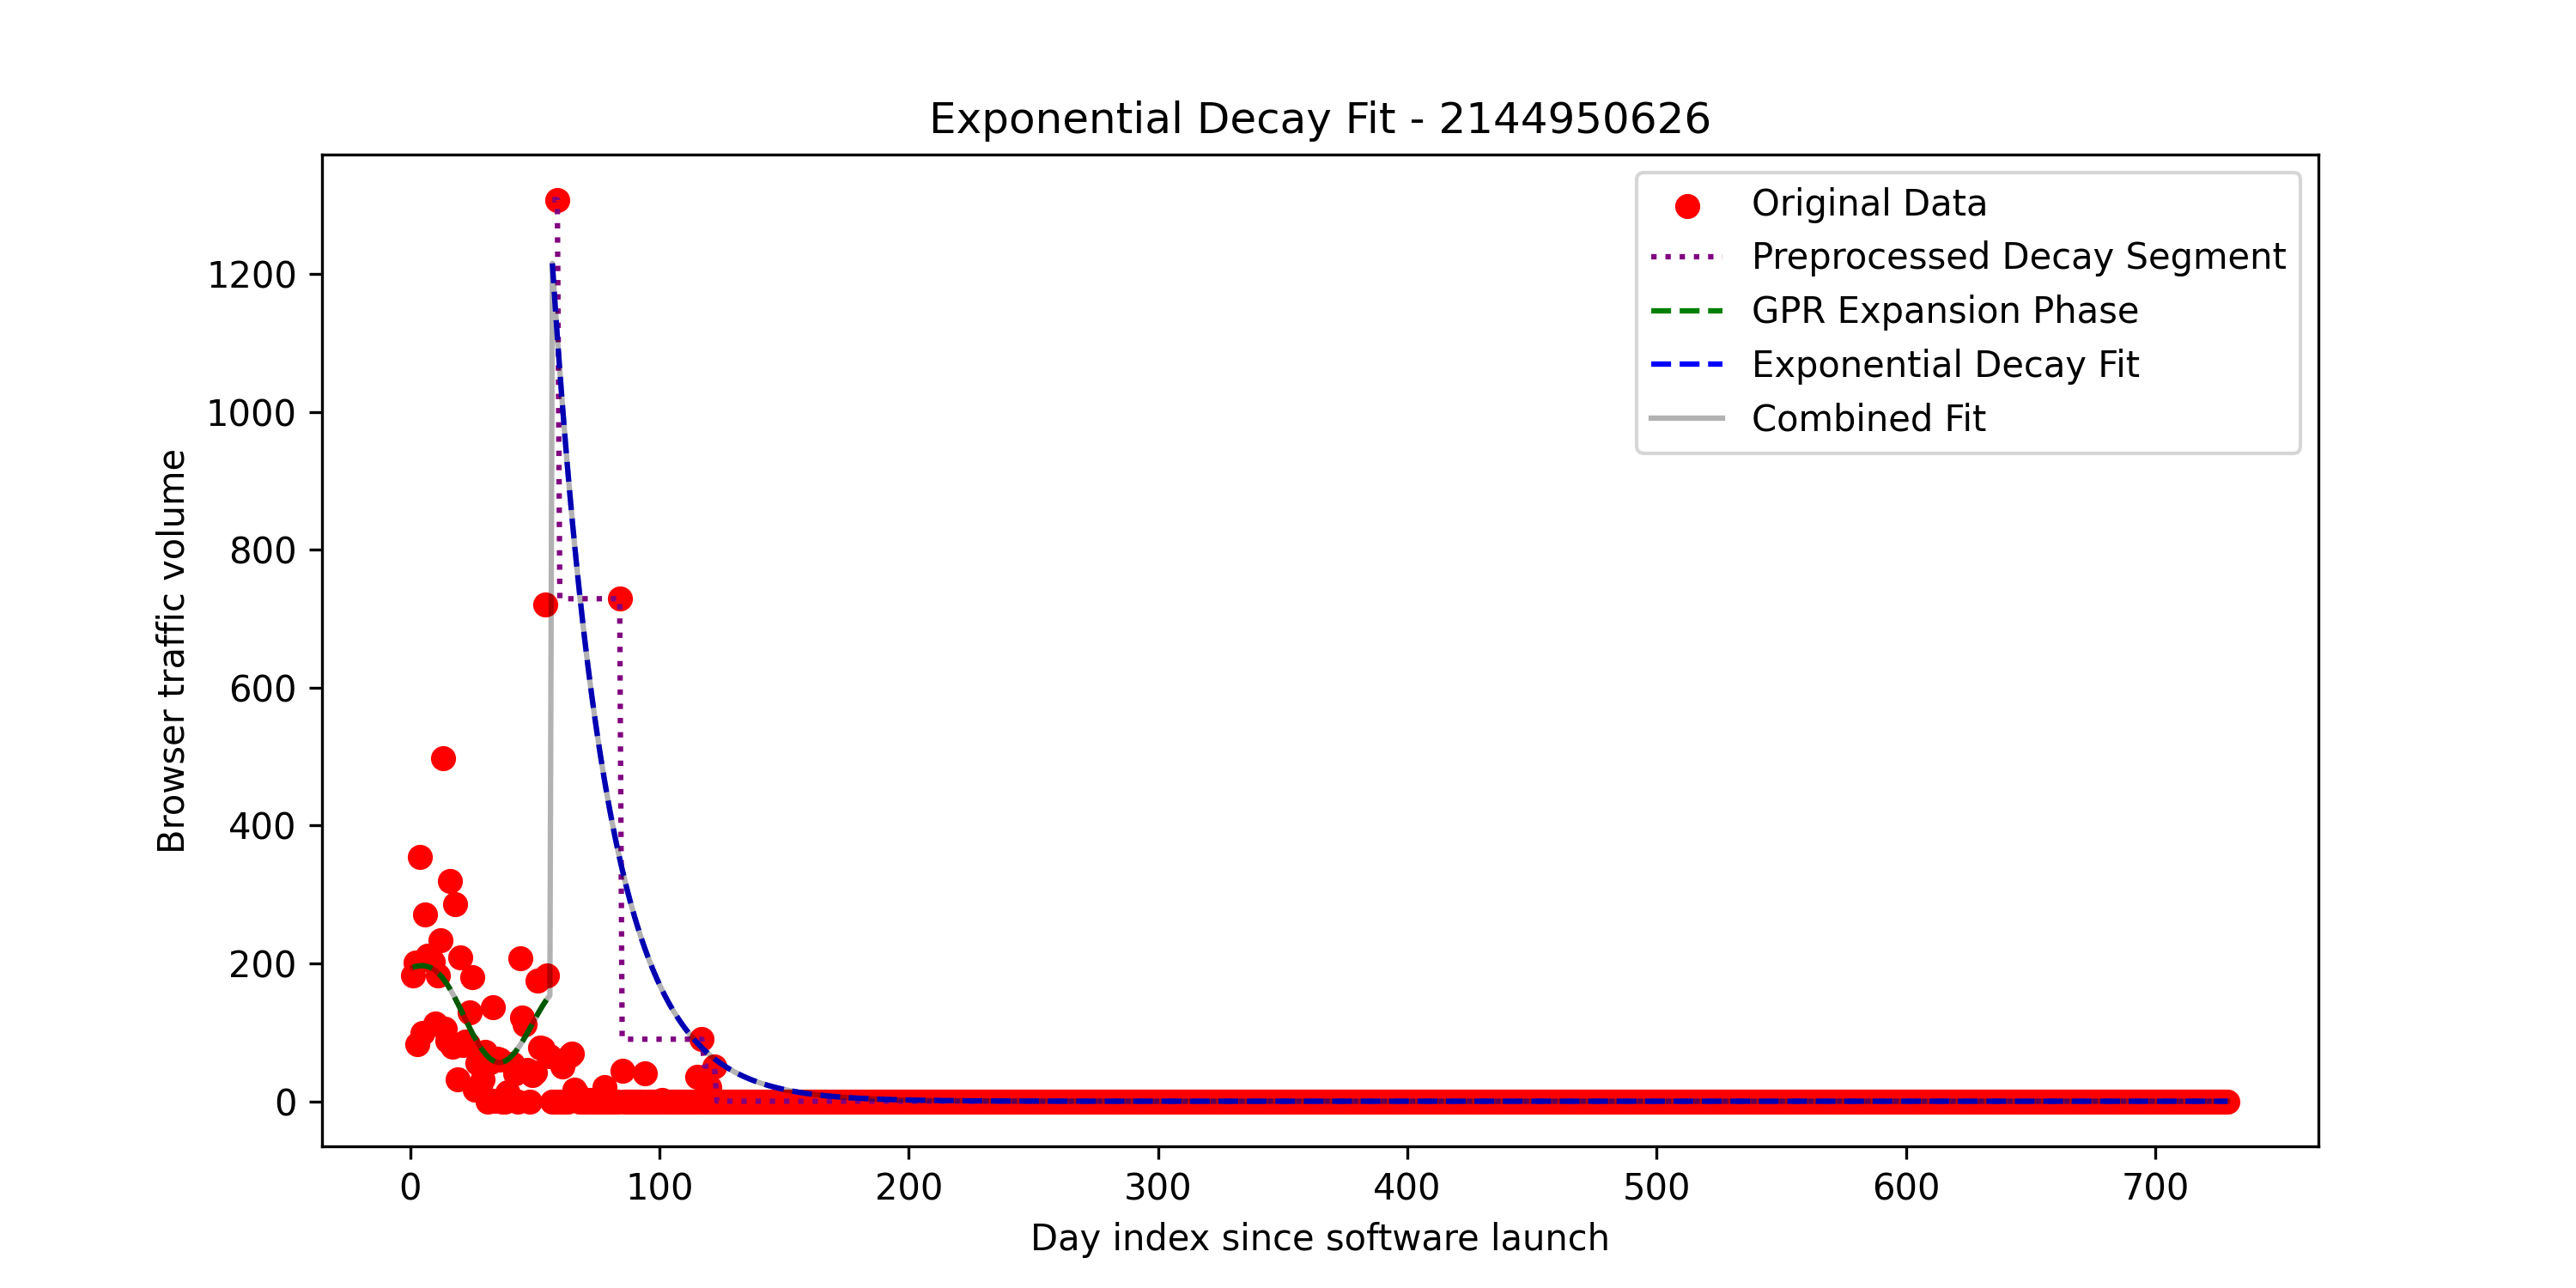 Exponential Decay Fit - 2144950626
Original Data
Preprocessed Decay Segment
GPR Expansion Phase
Exponential Decay Fit
Combined Fit
Browser traffic volume
1200
1000
800
600
400
200
0
0 100 200 300 400 500 600 700
Day index since software launch